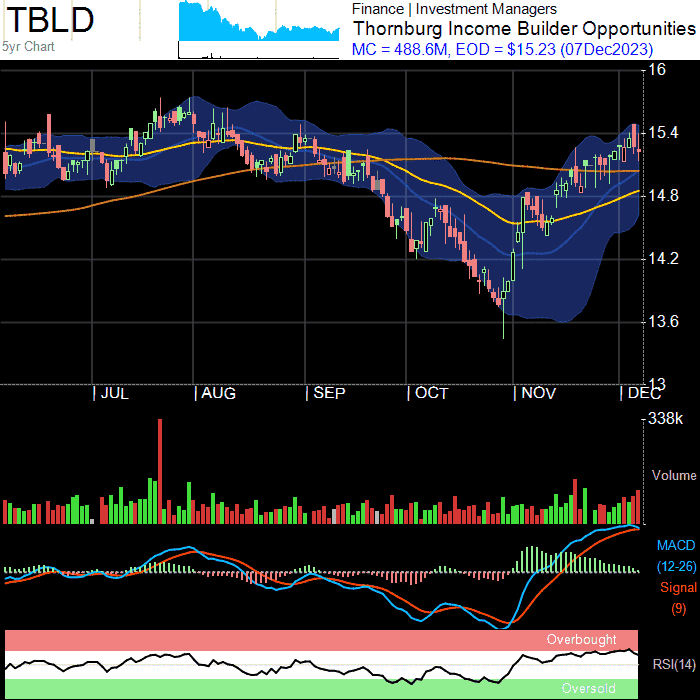 TBLD
5yr Chart
Finance | Investment Managers
Thornburg Income Builder Opportunities
MC = 488.6M, EOD = $15.23 (07Dec2023)
16
15.4
14.8
14.2
13.6
13
JUL AUG SEP OCT NOV DEC
338k
Volume
MACD
(12-26)
Signal
(9)
Overbought
RSI(14)
Oversold